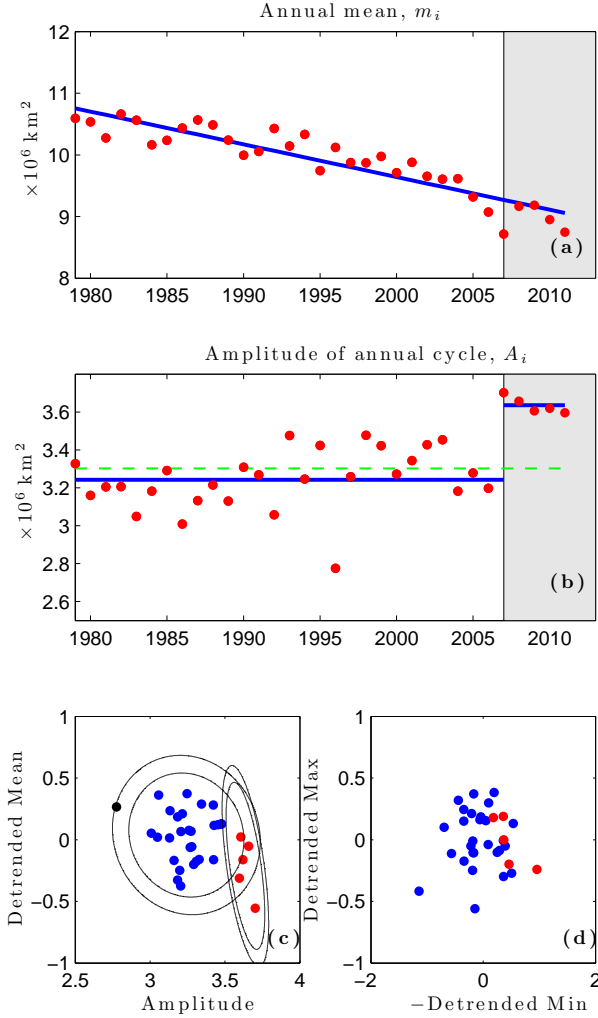 Annual mean, m_i
12
11
10
9
8
×10^6 km^2
1980 1985 1990 1995 2000 2005 2010
(a)
Amplitude of annual cycle, A_i
3.6
3.4
3.2
3
2.8
2.6
×10^6 km^2
1980 1985 1990 1995 2000 2005 2010
(b)
1
0.5
0
−0.5
−1
Detrended Mean
2.5 3 3.5 4
Amplitude
(c)
1
0.5
0
−0.5
−1
Detrended Max
−2 0 2
−Detrended Min
(d)